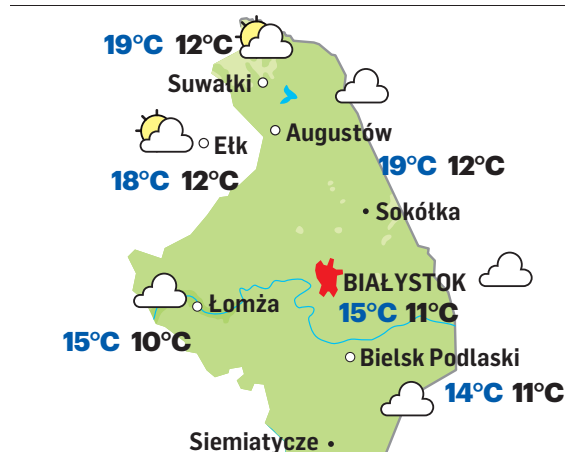 19°C 12°C
Suwałki
Augustów
Ełk
18°C 12°C
19°C 12°C
Sokółka
BIAŁYSTOK
Łomża
15°C 11°C
15°C 10°C
Bielsk Podlaski
14°C 11°C
Siemiatycze